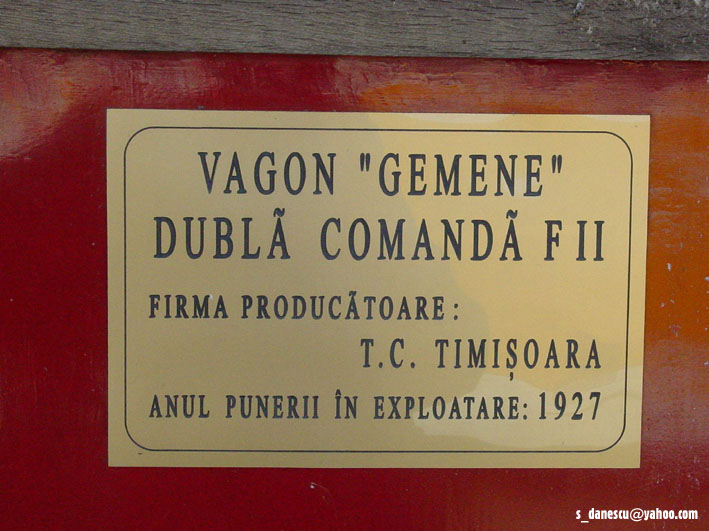 VAGON "GEMENE"
DUBLÃ COMANDÃ F II
FIRMA PRODUCÃTOARE:
T.C. TIMIȘOARA
ANUL PUNERII ÎN EXPLOATARE: 1927
s_danescu@yahoo.com